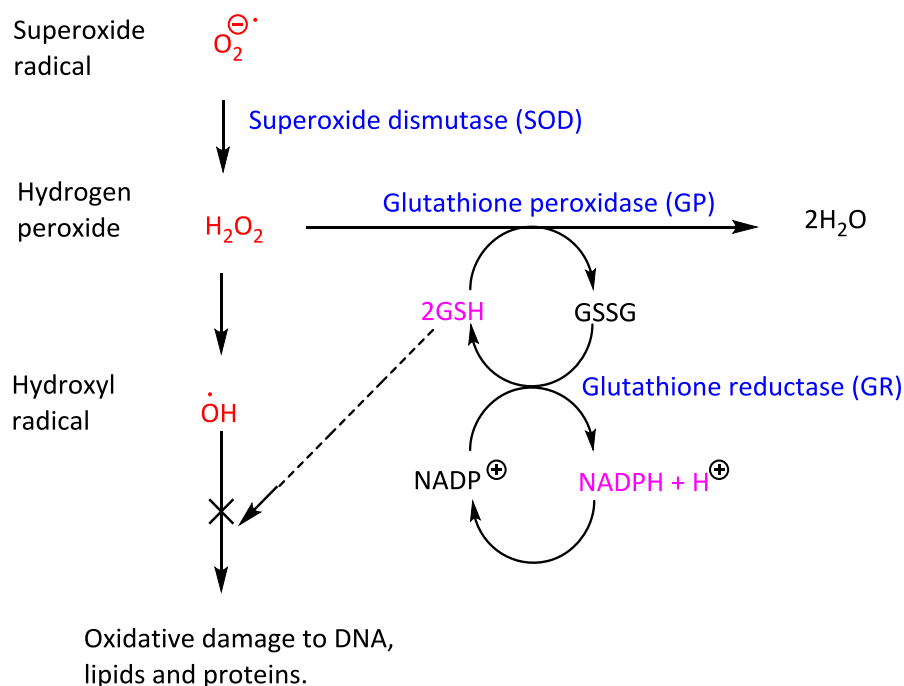 Superoxide
radical
O₂⊖·
Superoxide dismutase (SOD)
Hydrogen
peroxide
H₂O₂
Glutathione peroxidase (GP)
2H₂O
2GSH
GSSG
Hydroxyl
radical
ȮH
Glutathione reductase (GR)
NADP⊕
NADPH + H⊕
Oxidative damage to DNA,
lipids and proteins.